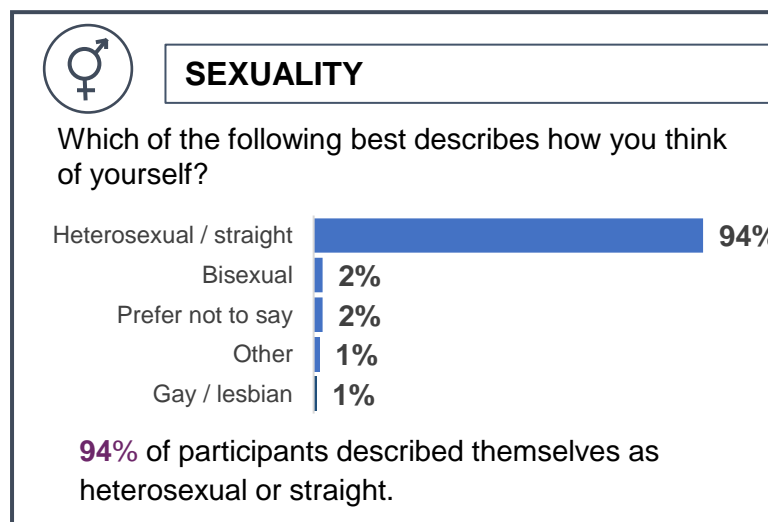 SEXUALITY
Which of the following best describes how you think
of yourself?
Heterosexual / straight 94%
Bisexual 2%
Prefer not to say 2%
Other 1%
Gay / lesbian 1%
94% of participants described themselves as
heterosexual or straight.